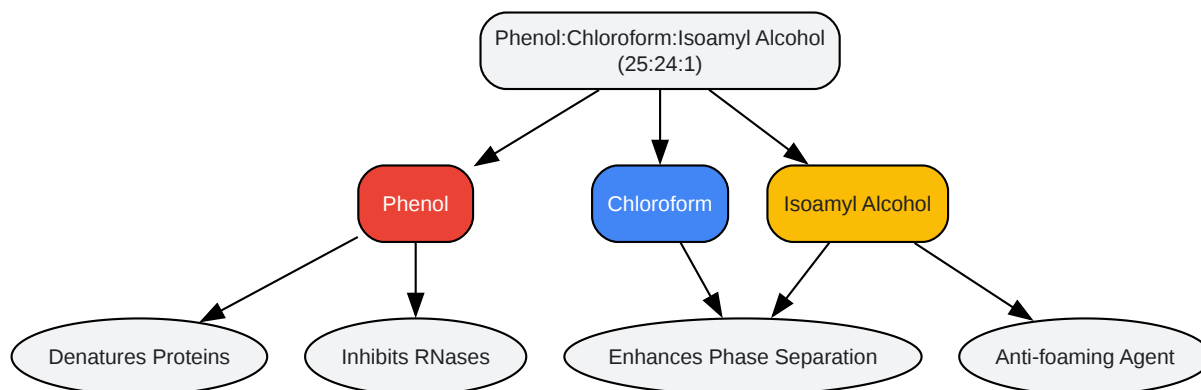 Phenol:Chloroform:Isoamyl Alcohol
(25:24:1)
Phenol
Chloroform
Isoamyl Alcohol
Denatures Proteins
Inhibits RNases
Enhances Phase Separation
Anti-foaming Agent